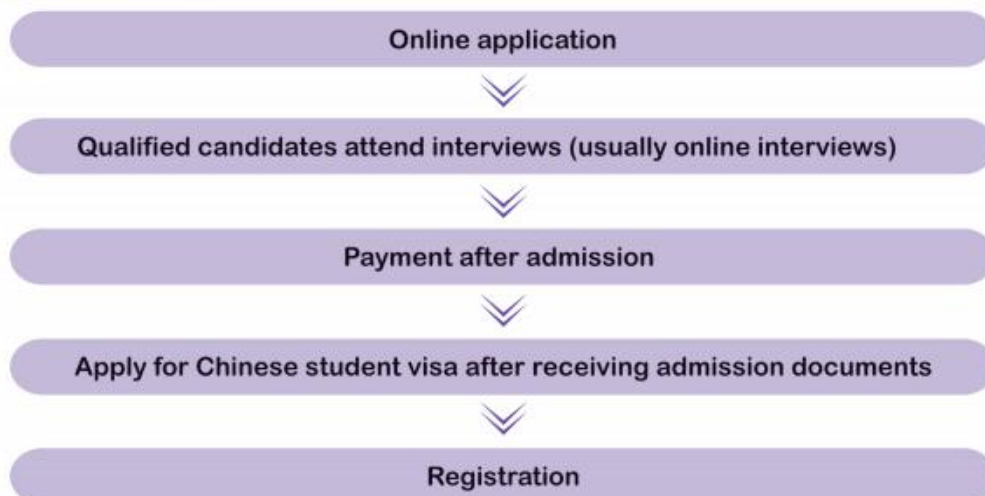 Online application
Qualified candidates attend interviews (usually online interviews)
Payment after admission
Apply for Chinese student visa after receiving admission documents
Registration